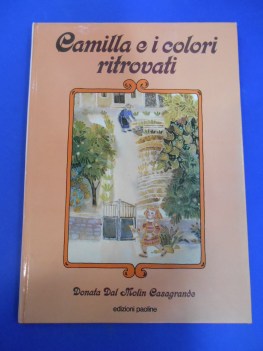 Camilla e i colori
ritrovati
Donata Dal Molin Casagrande
edizioni paoline